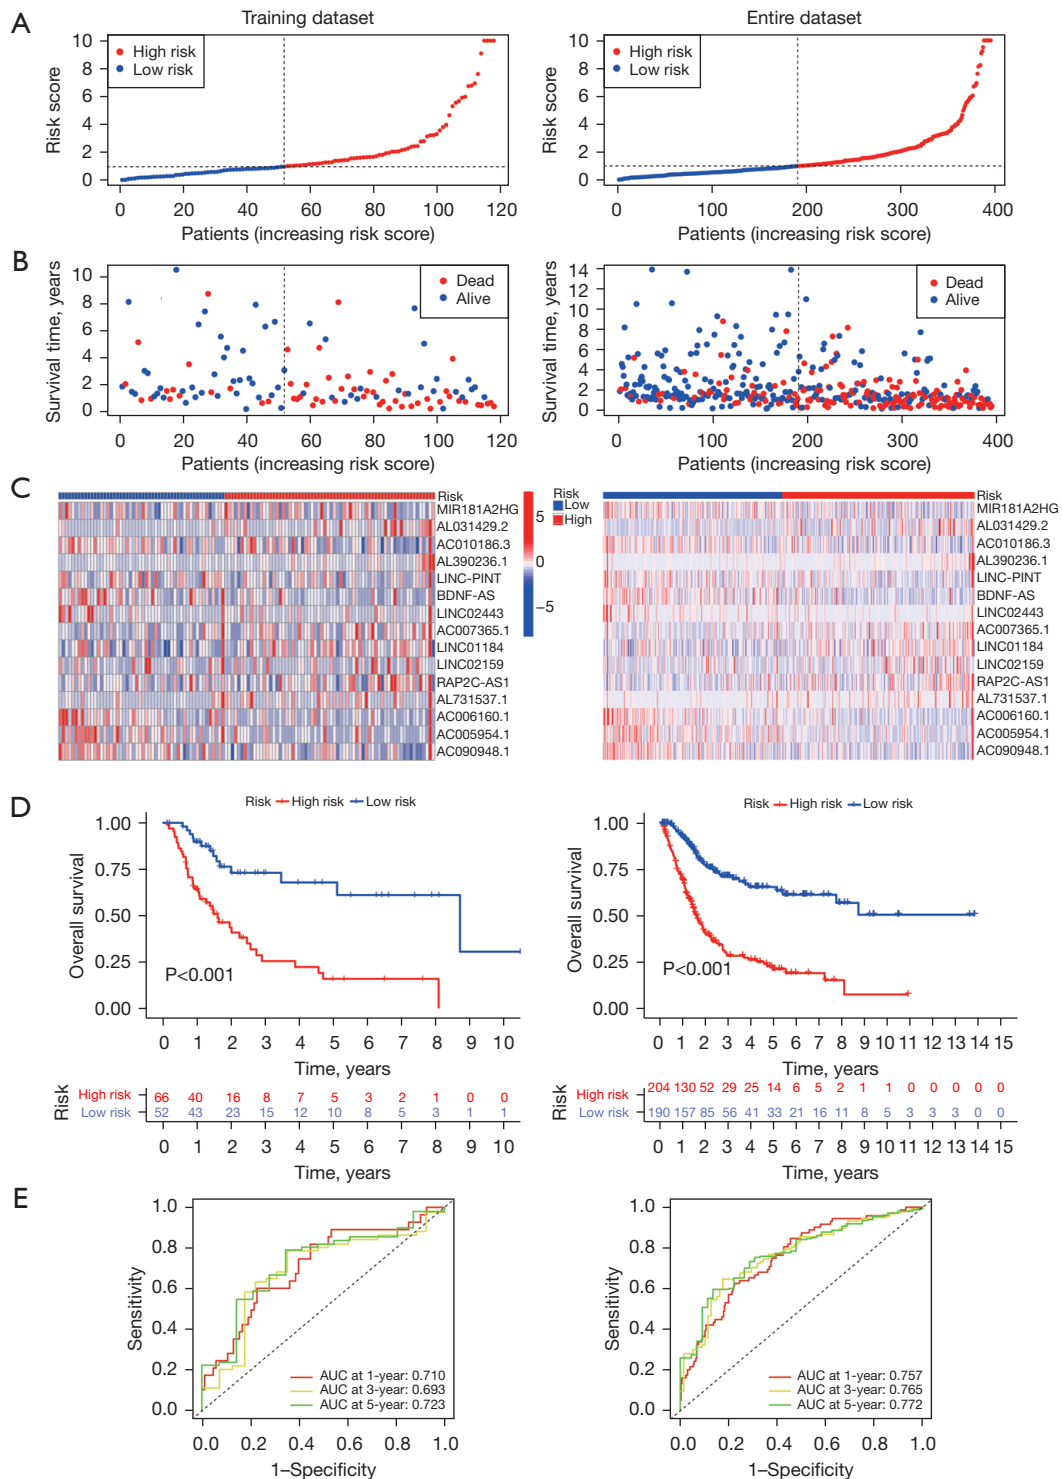 A
Training dataset
Entire dataset
10
8
6
4
2
0
Risk score
High risk
Low risk
0 20 40 60 80 100 120
Patients (increasing risk score)
10
8
6
4
2
0
Risk score
High risk
Low risk
0 100 200 300 400
Patients (increasing risk score)
B
10
8
6
4
2
0
Survival time, years
Dead
Alive
0 20 40 60 80 100 120
Patients (increasing risk score)
14
12
10
8
6
4
2
0
Survival time, years
Dead
Alive
0 100 200 300 400
Patients (increasing risk score)
C
Risk
MIR181A2HG
AL031429.2
AC010186.3
AL390236.1
LINC-PINT
BDNF-AS
LINC02443
AC007365.1
LINC01184
LINC02159
RAP2C-AS1
AL731537.1
AC006160.1
AC005954.1
AC090948.1
5
0
−5
Risk
Low
High
Risk
MIR181A2HG
AL031429.2
AC010186.3
AL390236.1
LINC-PINT
BDNF-AS
LINC02443
AC007365.1
LINC01184
LINC02159
RAP2C-AS1
AL731537.1
AC006160.1
AC005954.1
AC090948.1
D
Risk High risk Low risk
1.00
0.75
0.50
0.25
0.00
Overall survival
P<0.001
0 1 2 3 4 5 6 7 8 9 10
Time, years
Risk
High risk 66 40 16 8 7 5 3 2 1 0 0
Low risk 52 43 23 15 12 10 8 5 3 1 1
0 1 2 3 4 5 6 7 8 9 10
Time, years
Risk High risk Low risk
1.00
0.75
0.50
0.25
0.00
Overall survival
P<0.001
0 1 2 3 4 5 6 7 8 9 10 11 12 13 14 15
Time, years
Risk
High risk 204 130 52 29 25 14 6 5 2 1 1 0 0 0 0 0
Low risk 190 157 85 56 41 33 21 16 11 8 5 3 3 3 0 0
0 1 2 3 4 5 6 7 8 9 10 11 12 13 14 15
Time, years
E
1.0
0.8
0.6
0.4
0.2
0.0
Sensitivity
AUC at 1-year: 0.710
AUC at 3-year: 0.693
AUC at 5-year: 0.723
0.0 0.2 0.4 0.6 0.8 1.0
1−Specificity
1.0
0.8
0.6
0.4
0.2
0.0
Sensitivity
AUC at 1-year: 0.757
AUC at 3-year: 0.765
AUC at 5-year: 0.772
0.0 0.2 0.4 0.6 0.8 1.0
1−Specificity